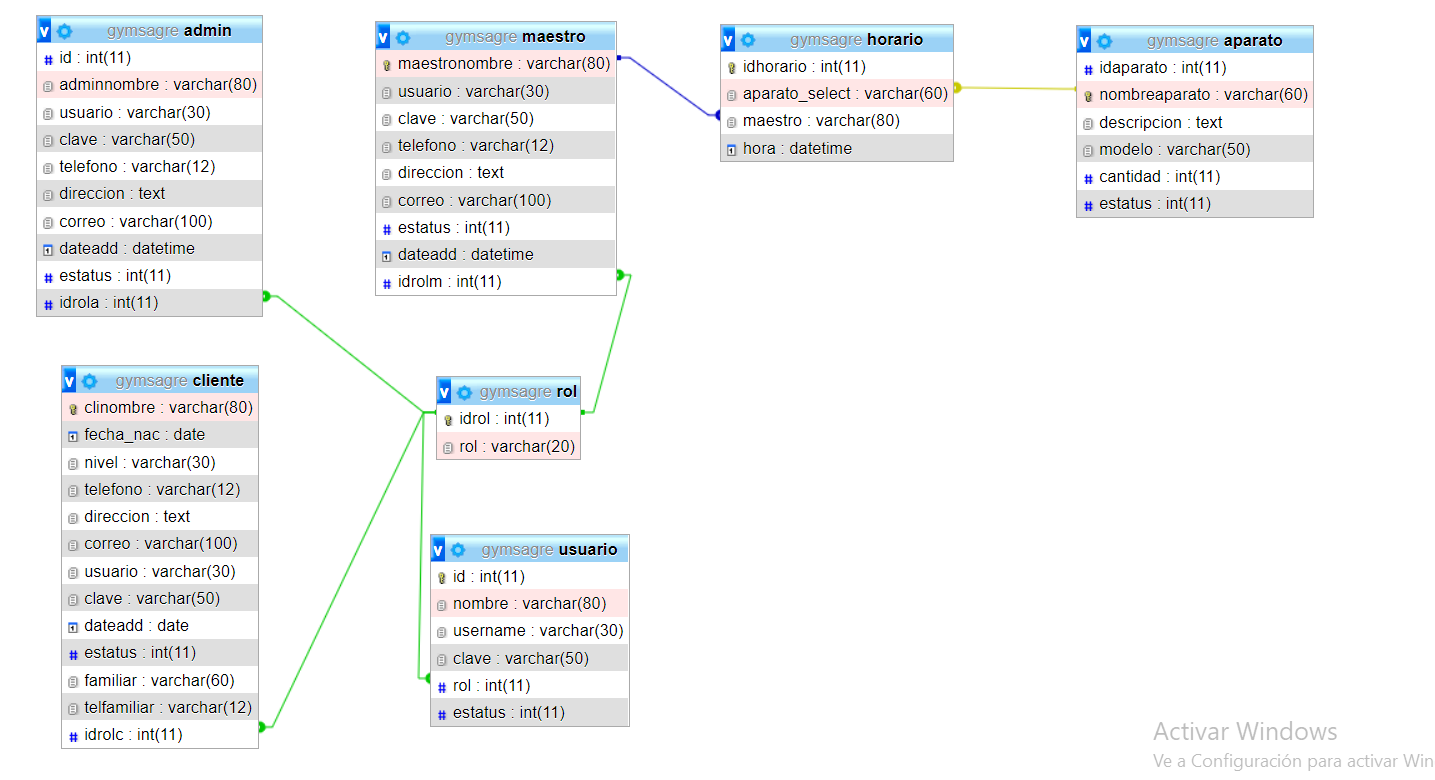 gymsagre admin
id : int(11)
adminnombre : varchar(80)
usuario : varchar(30)
clave : varchar(50)
telefono : varchar(12)
direccion : text
correo : varchar(100)
dateadd : datetime
estatus : int(11)
idrola : int(11)
gymsagre maestro
maestronombre : varchar(80)
usuario : varchar(30)
clave : varchar(50)
telefono : varchar(12)
direccion : text
correo : varchar(100)
estatus : int(11)
dateadd : datetime
idrolm : int(11)
gymsagre horario
idhorario : int(11)
aparato_select : varchar(60)
maestro : varchar(80)
hora : datetime
gymsagre aparato
idaparato : int(11)
nombreaparato : varchar(60)
descripcion : text
modelo : varchar(50)
cantidad : int(11)
estatus : int(11)
gymsagre cliente
clinombre : varchar(80)
fecha_nac : date
nivel : varchar(30)
telefono : varchar(12)
direccion : text
correo : varchar(100)
usuario : varchar(30)
clave : varchar(50)
dateadd : date
estatus : int(11)
familiar : varchar(60)
telfamiliar : varchar(12)
idrolc : int(11)
gymsagre rol
idrol : int(11)
rol : varchar(20)
gymsagre usuario
id : int(11)
nombre : varchar(80)
username : varchar(30)
clave : varchar(50)
rol : int(11)
estatus : int(11)
Activar Windows
Ve a Configuración para activar Win